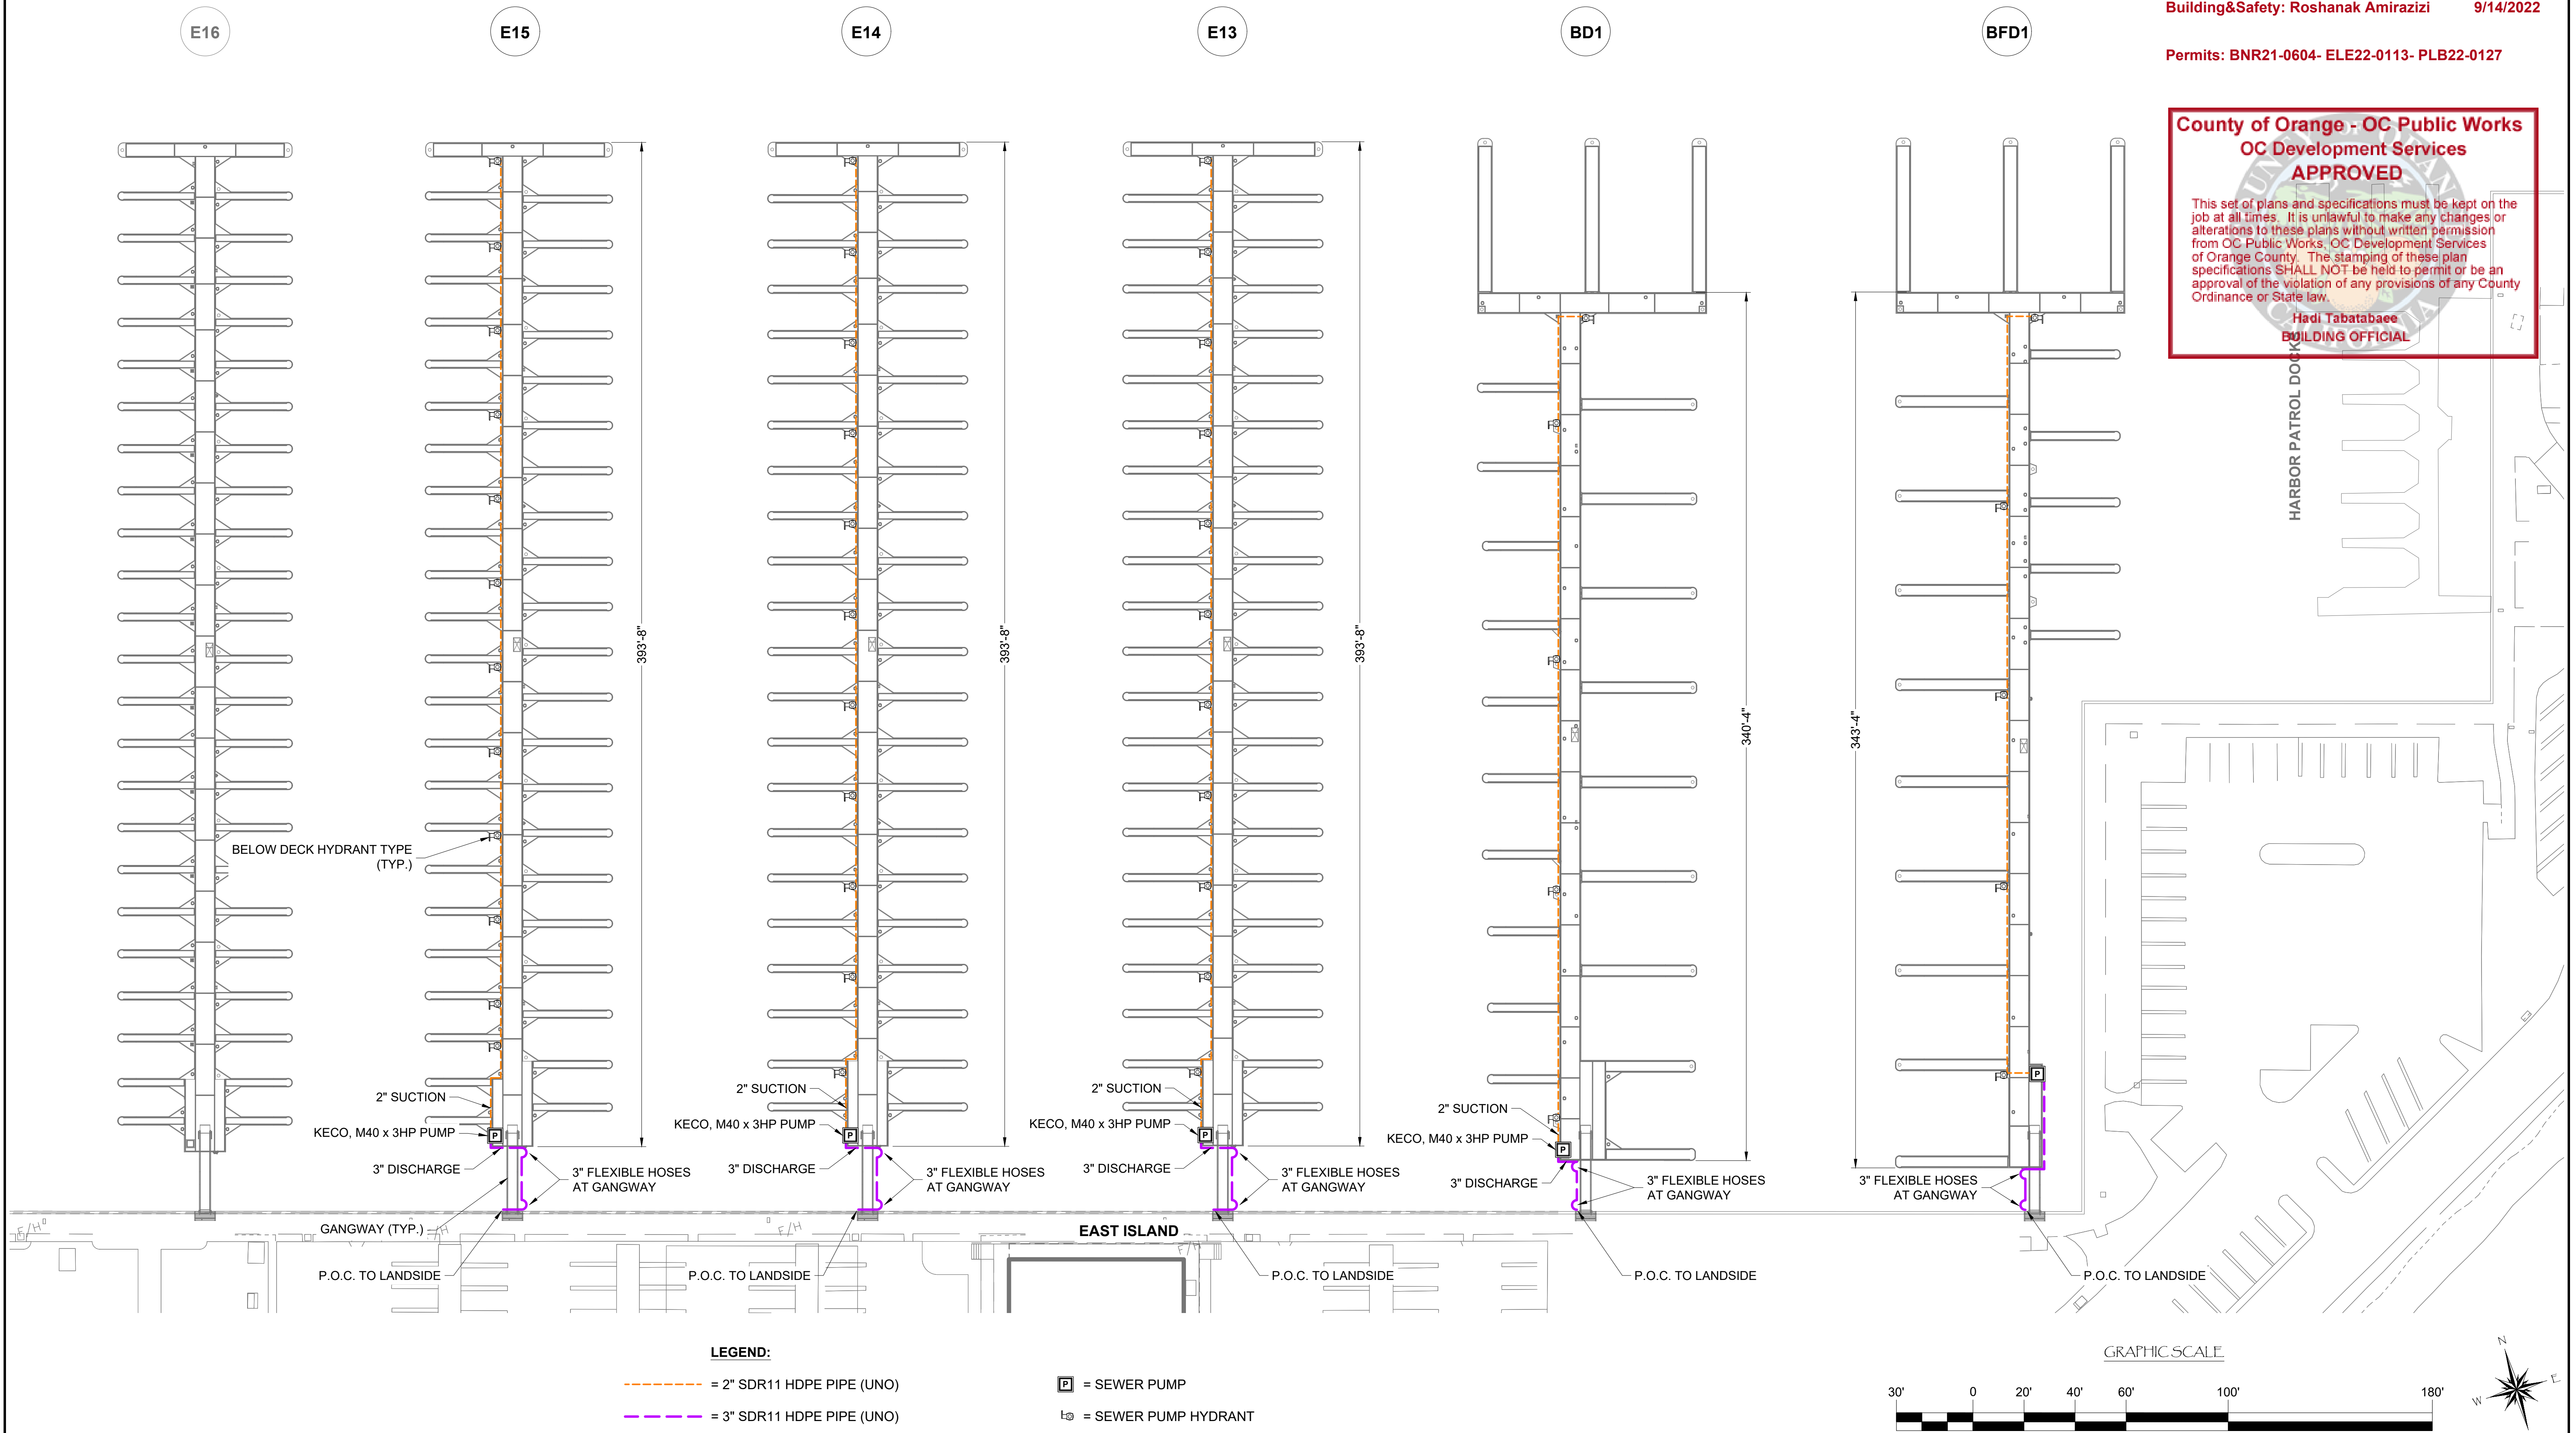 E16
E15
E14
E13
BD1
BFD1
Building&Safety: Roshanak Amirazizi 9/14/2022
Permits: BNR21-0604- ELE22-0113- PLB22-0127
County of Orange - OC Public Works
OC Development Services
APPROVED
This set of plans and specifications must be kept on the
job at all times. It is unlawful to make any changes or
alterations to these plans without written permission
from OC Public Works, OC Development Services
of Orange County. The stamping of these plan
specifications SHALL NOT be held to permit or be an
approval of the violation of any provisions of any County
Ordinance or State law.
Hadi Tabatabaee
BUILDING OFFICIAL
HARBOR PATROL DOCKS
393'-8"
393'-8"
393'-8"
340'-4"
343'-4"
BELOW DECK HYDRANT TYPE
(TYP.)
2" SUCTION
KECO, M40 x 3HP PUMP
3" DISCHARGE
3" FLEXIBLE HOSES
AT GANGWAY
GANGWAY (TYP.)
P.O.C. TO LANDSIDE
2" SUCTION
KECO, M40 x 3HP PUMP
3" DISCHARGE
3" FLEXIBLE HOSES
AT GANGWAY
P.O.C. TO LANDSIDE
2" SUCTION
KECO, M40 x 3HP PUMP
3" DISCHARGE
3" FLEXIBLE HOSES
AT GANGWAY
P.O.C. TO LANDSIDE
2" SUCTION
KECO, M40 x 3HP PUMP
3" DISCHARGE
3" FLEXIBLE HOSES
AT GANGWAY
P.O.C. TO LANDSIDE
3" FLEXIBLE HOSES
AT GANGWAY
P.O.C. TO LANDSIDE
P
P
P
P
P
F/H
F/H
F/H
EAST ISLAND
LEGEND:
= 2" SDR11 HDPE PIPE (UNO)
= 3" SDR11 HDPE PIPE (UNO)
P = SEWER PUMP
= SEWER PUMP HYDRANT
GRAPHIC SCALE
30' 0 20' 40' 60' 100' 180'
N
E
W